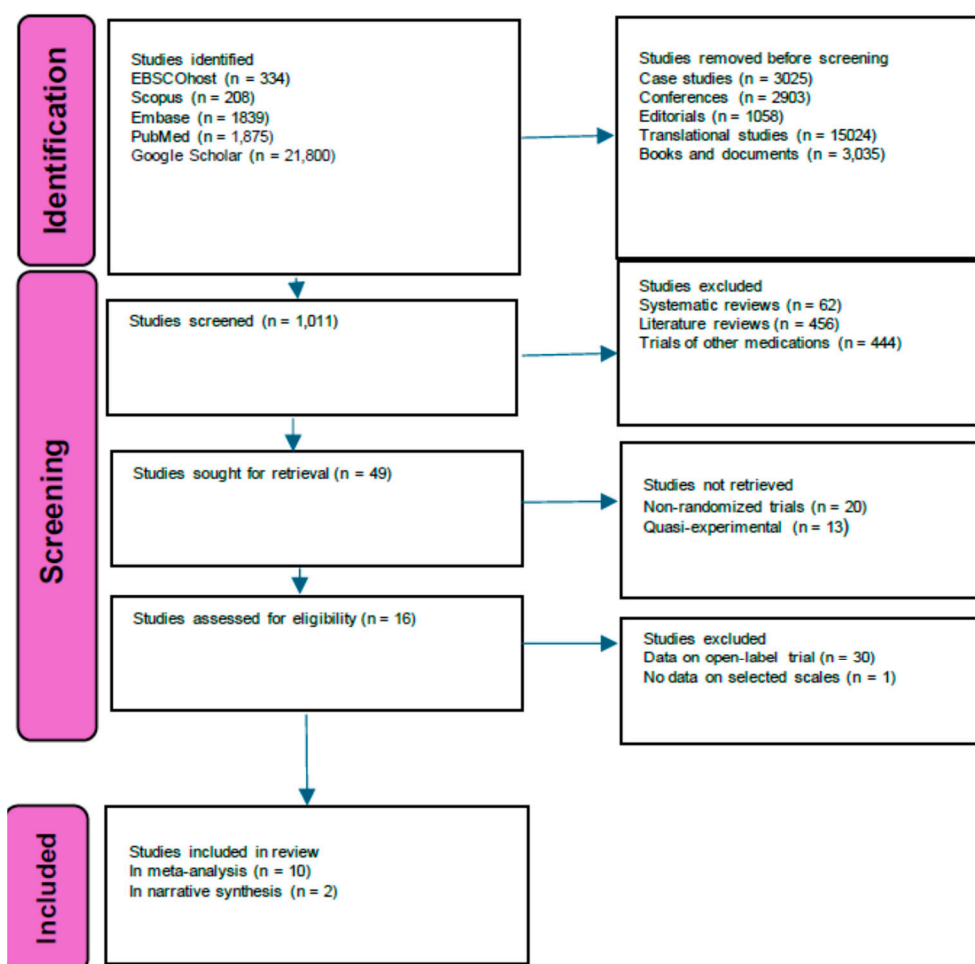 Identification
Studies identified
EBSCOhost (n = 334)
Scopus (n = 208)
Embase (n = 1839)
PubMed (n = 1,875)
Google Scholar (n = 21,800)
Studies removed before screening
Case studies (n = 3025)
Conferences (n = 2903)
Editorials (n = 1058)
Translational studies (n = 15024)
Books and documents (n = 3,035)
Screening
Studies screened (n = 1,011)
Studies excluded
Systematic reviews (n = 62)
Literature reviews (n = 456)
Trials of other medications (n = 444)
Studies sought for retrieval (n = 49)
Studies not retrieved
Non-randomized trials (n = 20)
Quasi-experimental (n = 13)
Studies assessed for eligibility (n = 16)
Studies excluded
Data on open-label trial (n = 30)
No data on selected scales (n = 1)
Included
Studies included in review
In meta-analysis (n = 10)
In narrative synthesis (n = 2)